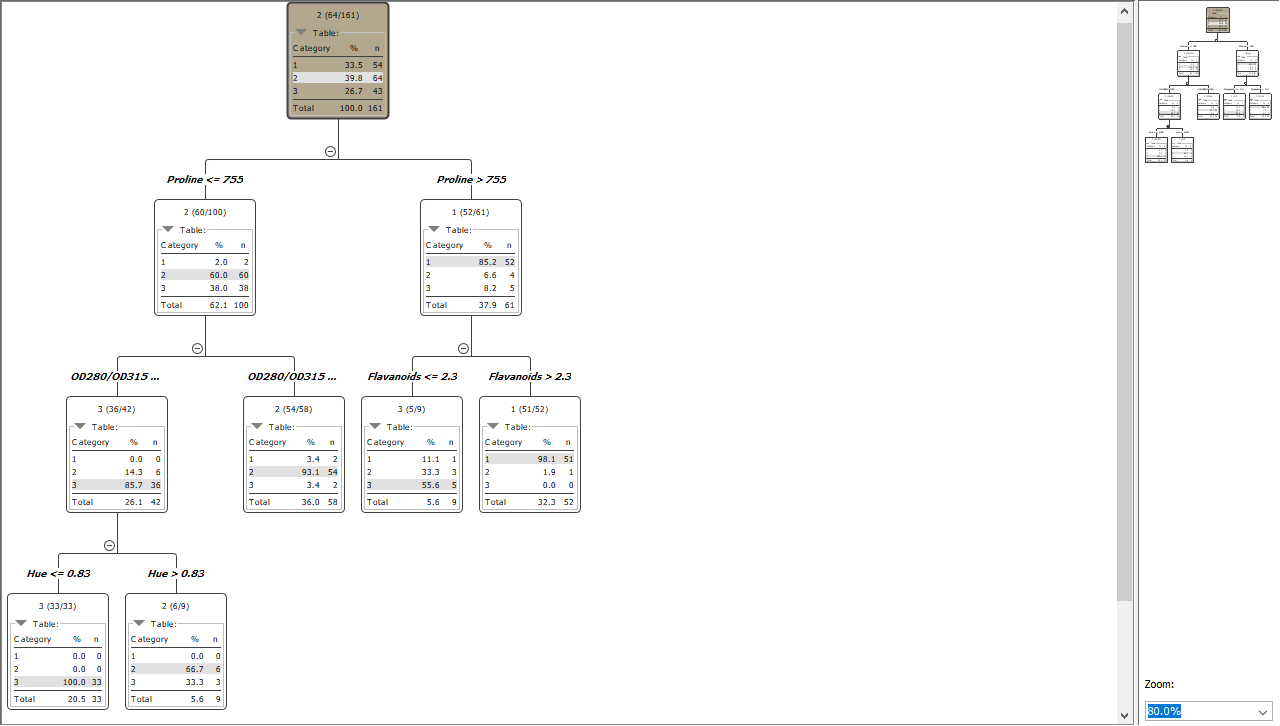 2 (64/161)
Table:
Category % n
1 33.5 54
2 39.8 64
3 26.7 43
Total 100.0 161
Proline <= 755
Proline > 755
2 (60/100)
Table:
Category % n
1 2.0 2
2 60.0 60
3 38.0 38
Total 62.1 100
1 (52/61)
Table:
Category % n
1 85.2 52
2 6.6 4
3 8.2 5
Total 37.9 61
OD280/OD315 ...
OD280/OD315 ...
Flavanoids <= 2.3
Flavanoids > 2.3
3 (36/42)
Table:
Category % n
1 0.0 0
2 14.3 6
3 85.7 36
Total 26.1 42
2 (54/58)
Table:
Category % n
1 3.4 2
2 93.1 54
3 3.4 2
Total 36.0 58
3 (5/9)
Table:
Category % n
1 11.1 1
2 33.3 3
3 55.6 5
Total 5.6 9
1 (51/52)
Table:
Category % n
1 98.1 51
2 1.9 1
3 0.0 0
Total 32.3 52
Hue <= 0.83
Hue > 0.83
3 (33/33)
Table:
Category % n
1 0.0 0
2 0.0 0
3 100.0 33
Total 20.5 33
2 (6/9)
Table:
Category % n
1 0.0 0
2 66.7 6
3 33.3 3
Total 5.6 9
Zoom:
80.0%